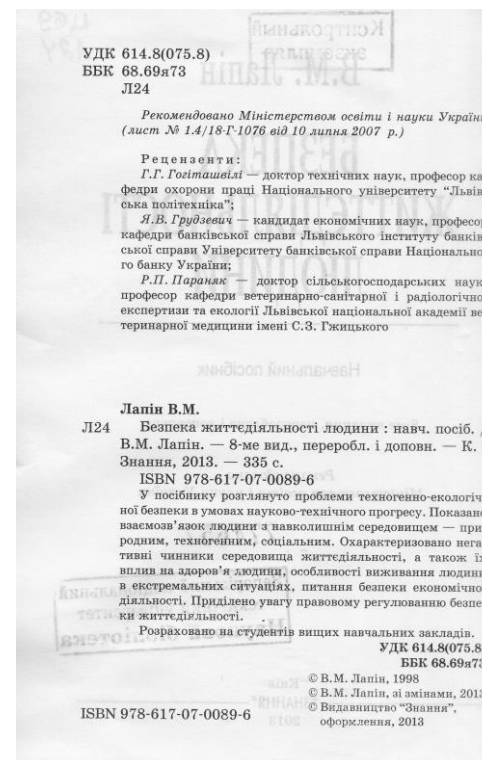 УДК 614.8(075.8)
ББК 68.69я73
Л24
Рекомендовано Міністерством освіти і науки Україн
(лист № 1.4/18-Г-1076 від 10 липня 2007 р.)
Рецензенти:
Г.Г. Гогіташвілі — доктор технічних наук, професор ка
федри охорони праці Національного університету “Львів
ська політехніка”;
Я.В. Грудзевич — кандидат економічних наук, професор
кафедри банківської справи Львівського інституту банків
ської справи Університету банківської справи Національно
го банку України;
Р.П. Параняк — доктор сільськогосподарських наук
професор кафедри ветеринарно-санітарної і радіологічно
експертизи та екології Львівської національної академії ве
теринарної медицини імені С.З. Гжицького
Лапін В.М.
Л24 Безпека життєдіяльності людини : навч. посіб. /
В.М. Лапін. — 8-ме вид., переробл. і доповн. — К. :
Знання, 2013. — 335 с.
ISBN 978-617-07-0089-6
У посібнику розглянуто проблеми техногенно-екологіч
ної безпеки в умовах науково-технічного прогресу. Показано
взаємозв’язок людини з навколишнім середовищем — при
родним, техногенним, соціальним. Охарактеризовано нега
тивні чинники середовища життєдіяльності, а також їх
вплив на здоров’я людини, особливості виживання людини
в екстремальних ситуаціях, питання безпеки економічно
діяльності. Приділено увагу правовому регулюванню безпе
ки життєдіяльності.
Розраховано на студентів вищих навчальних закладів.
УДК 614.8(075.8
ББК 68.69я73
© В.М. Лапін, 1998
© В.М. Лапін, зі змінами, 2013
© Видавництво “Знання”,
оформлення, 2013
ISBN 978-617-07-0089-6